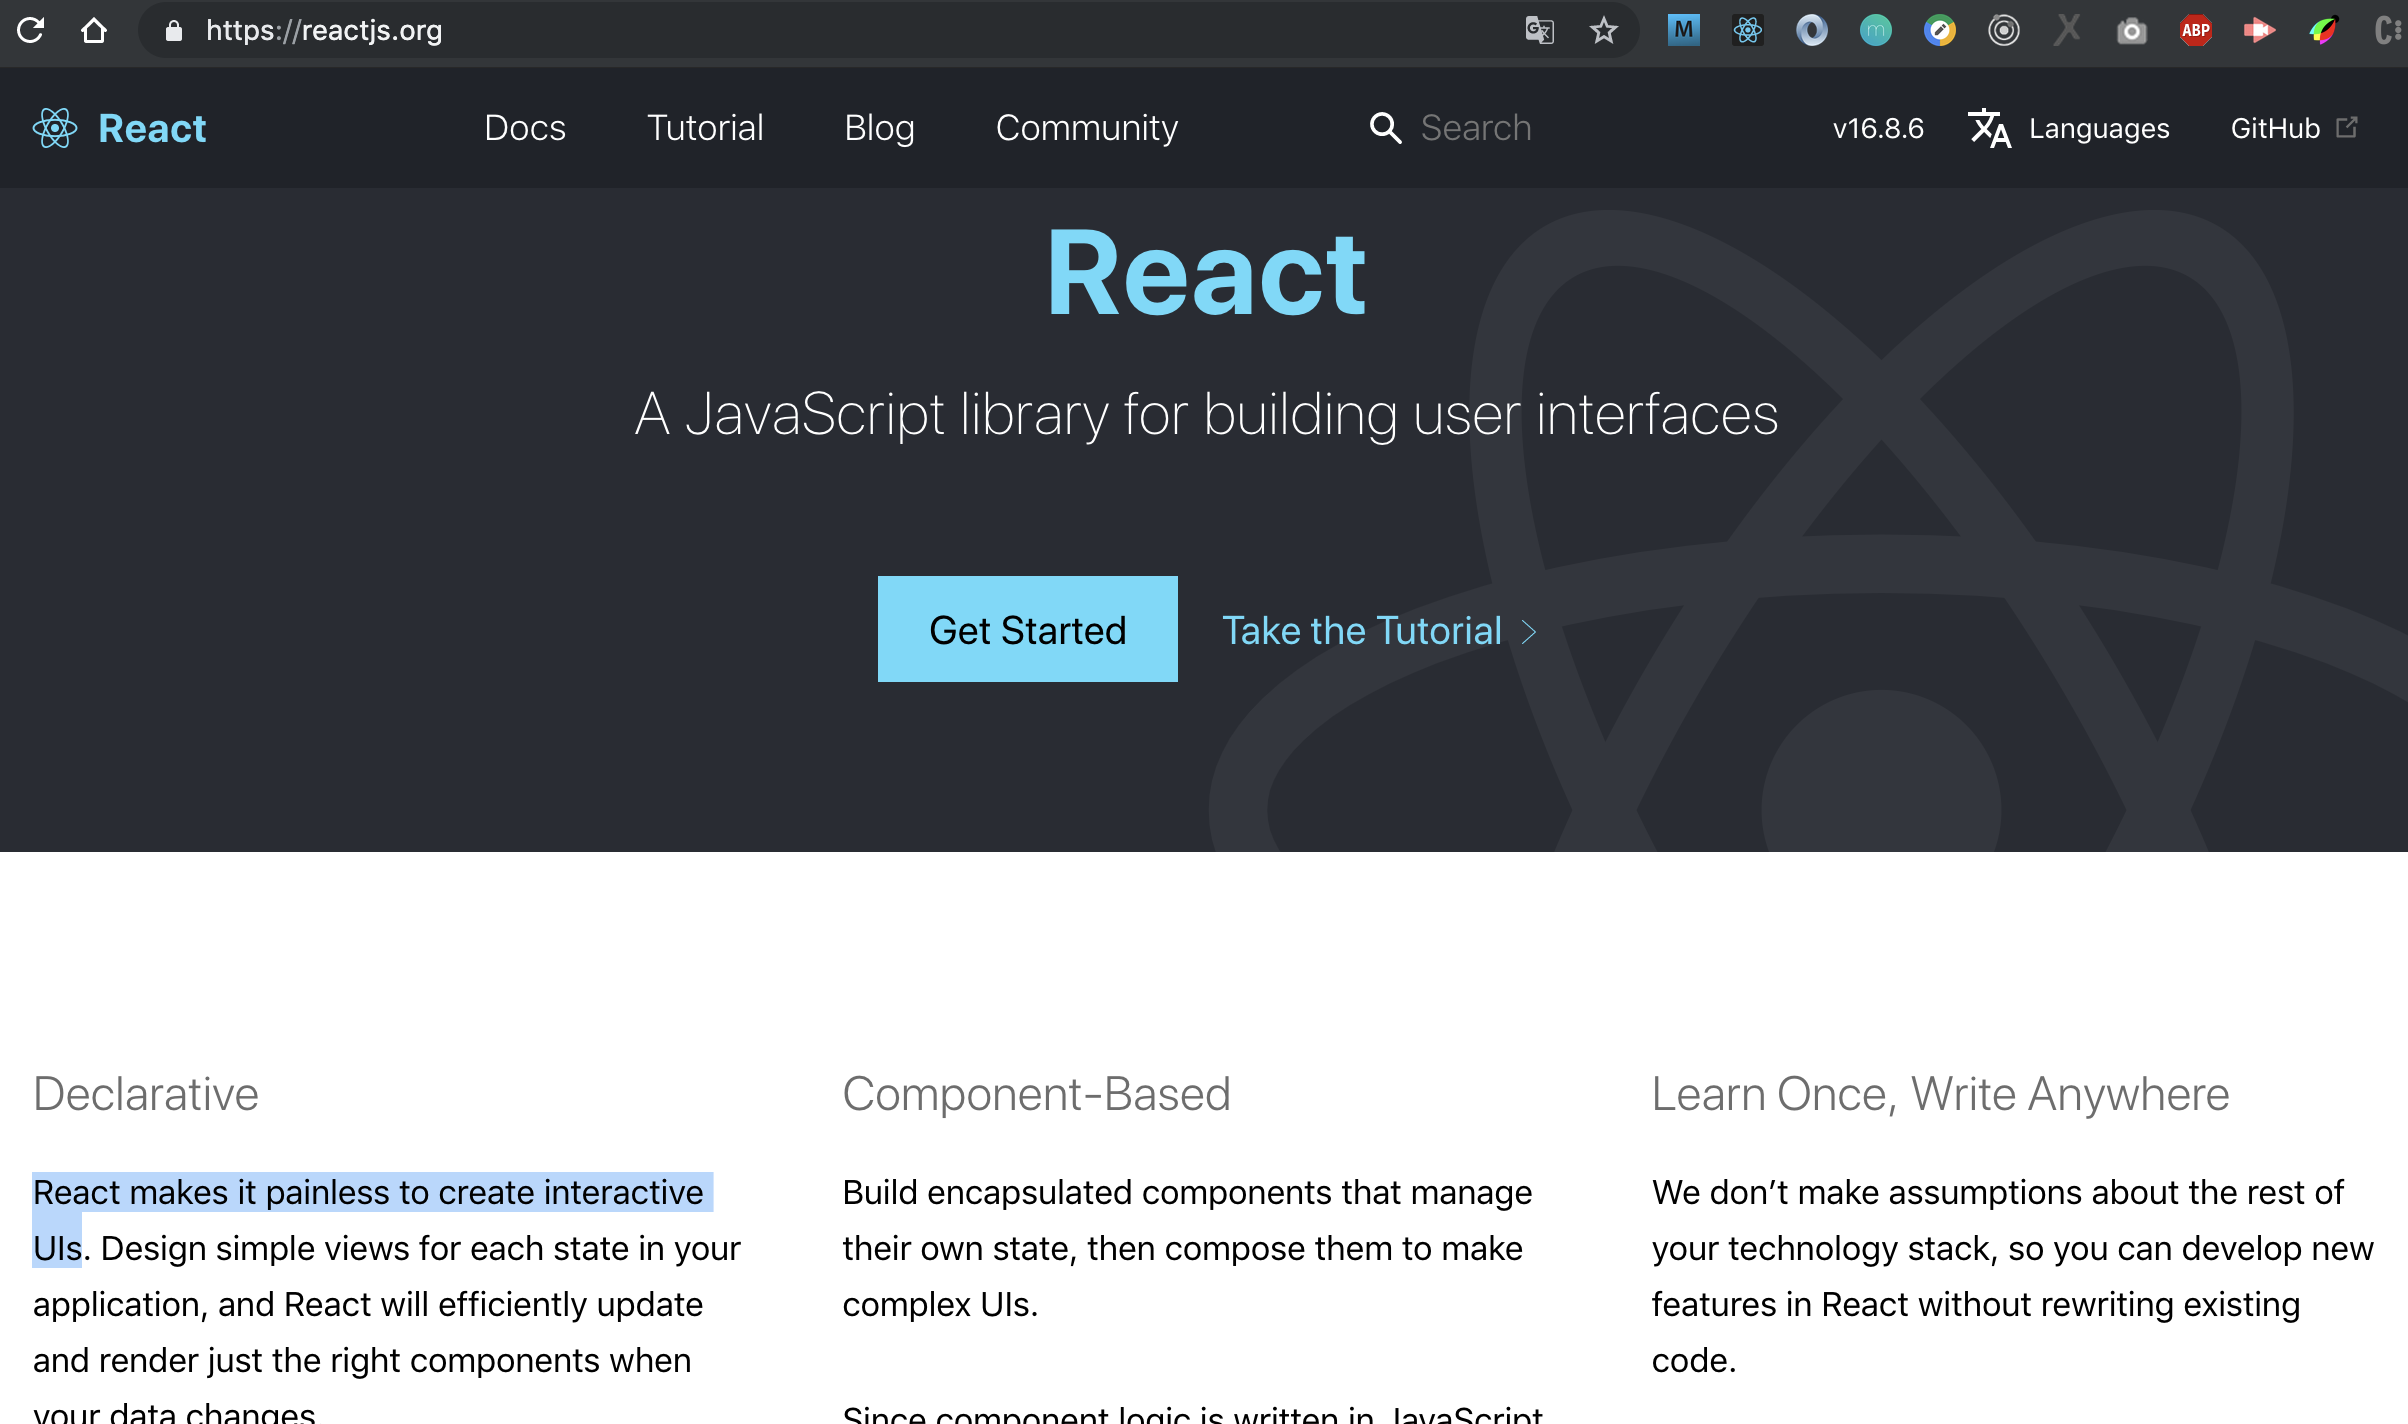 https://reactjs.org
M
m
X
ABP
React
Docs
Tutorial
Blog
Community
Search
v16.8.6
Languages
GitHub
React
A JavaScript library for building user interfaces
Get Started
Take the Tutorial
Declarative
React makes it painless to create interactive
UIs. Design simple views for each state in your
application, and React will efficiently update
and render just the right components when
your data changes.
Component-Based
Build encapsulated components that manage
their own state, then compose them to make
complex UIs.
Since component logic is written in JavaScript
Learn Once, Write Anywhere
We don’t make assumptions about the rest of
your technology stack, so you can develop new
features in React without rewriting existing
code.